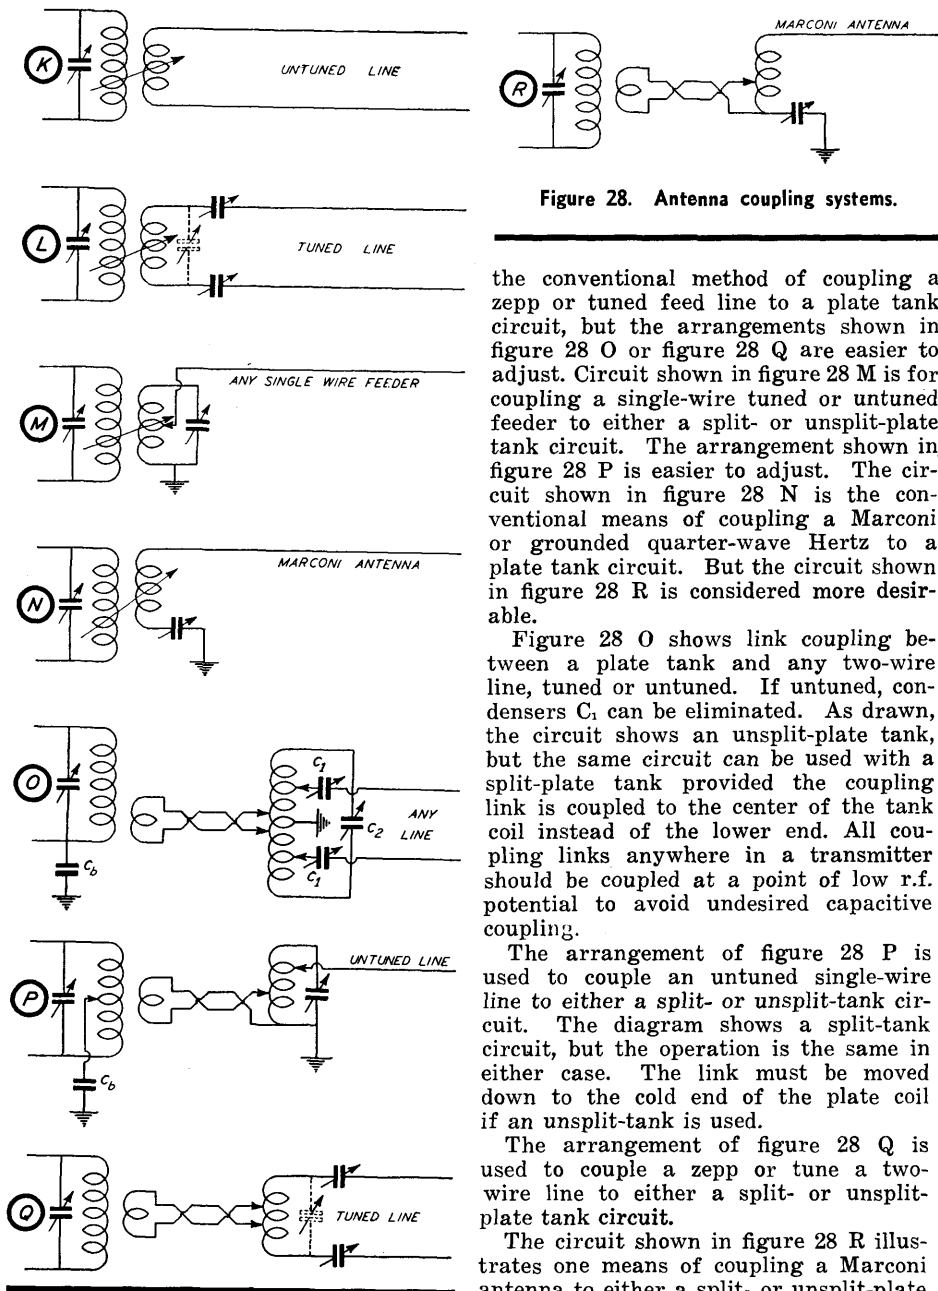 K
UNTUNED LINE
L
TUNED LINE
M
ANY SINGLE WIRE FEEDER
N
MARCONI ANTENNA
O
C1
ANY
LINE
C2
C1
Cb
P
UNTUNED LINE
Cb
Q
TUNED LINE
MARCONI ANTENNA
R
Figure 28. Antenna coupling systems.
the conventional method of coupling a
zepp or tuned feed line to a plate tank
circuit, but the arrangements shown in
figure 28 O or figure 28 Q are easier to
adjust. Circuit shown in figure 28 M is for
coupling a single-wire tuned or untuned
feeder to either a split- or unsplit-plate
tank circuit. The arrangement shown in
figure 28 P is easier to adjust. The cir-
cuit shown in figure 28 N is the con-
ventional means of coupling a Marconi
or grounded quarter-wave Hertz to a
plate tank circuit. But the circuit shown
in figure 28 R is considered more desir-
able.
Figure 28 O shows link coupling be-
tween a plate tank and any two-wire
line, tuned or untuned. If untuned, con-
densers C₁ can be eliminated. As drawn,
the circuit shows an unsplit-plate tank,
but the same circuit can be used with a
split-plate tank provided the coupling
link is coupled to the center of the tank
coil instead of the lower end. All cou-
pling links anywhere in a transmitter
should be coupled at a point of low r.f.
potential to avoid undesired capacitive
coupling.
The arrangement of figure 28 P is
used to couple an untuned single-wire
line to either a split- or unsplit-tank cir-
cuit. The diagram shows a split-tank
circuit, but the operation is the same in
either case. The link must be moved
down to the cold end of the plate coil
if an unsplit-tank is used.
The arrangement of figure 28 Q is
used to couple a zepp or tune a two-
wire line to either a split- or unsplit-
plate tank circuit.
The circuit shown in figure 28 R illus-
trates one means of coupling a Marconi
antenna to either a split- or unsplit-plate